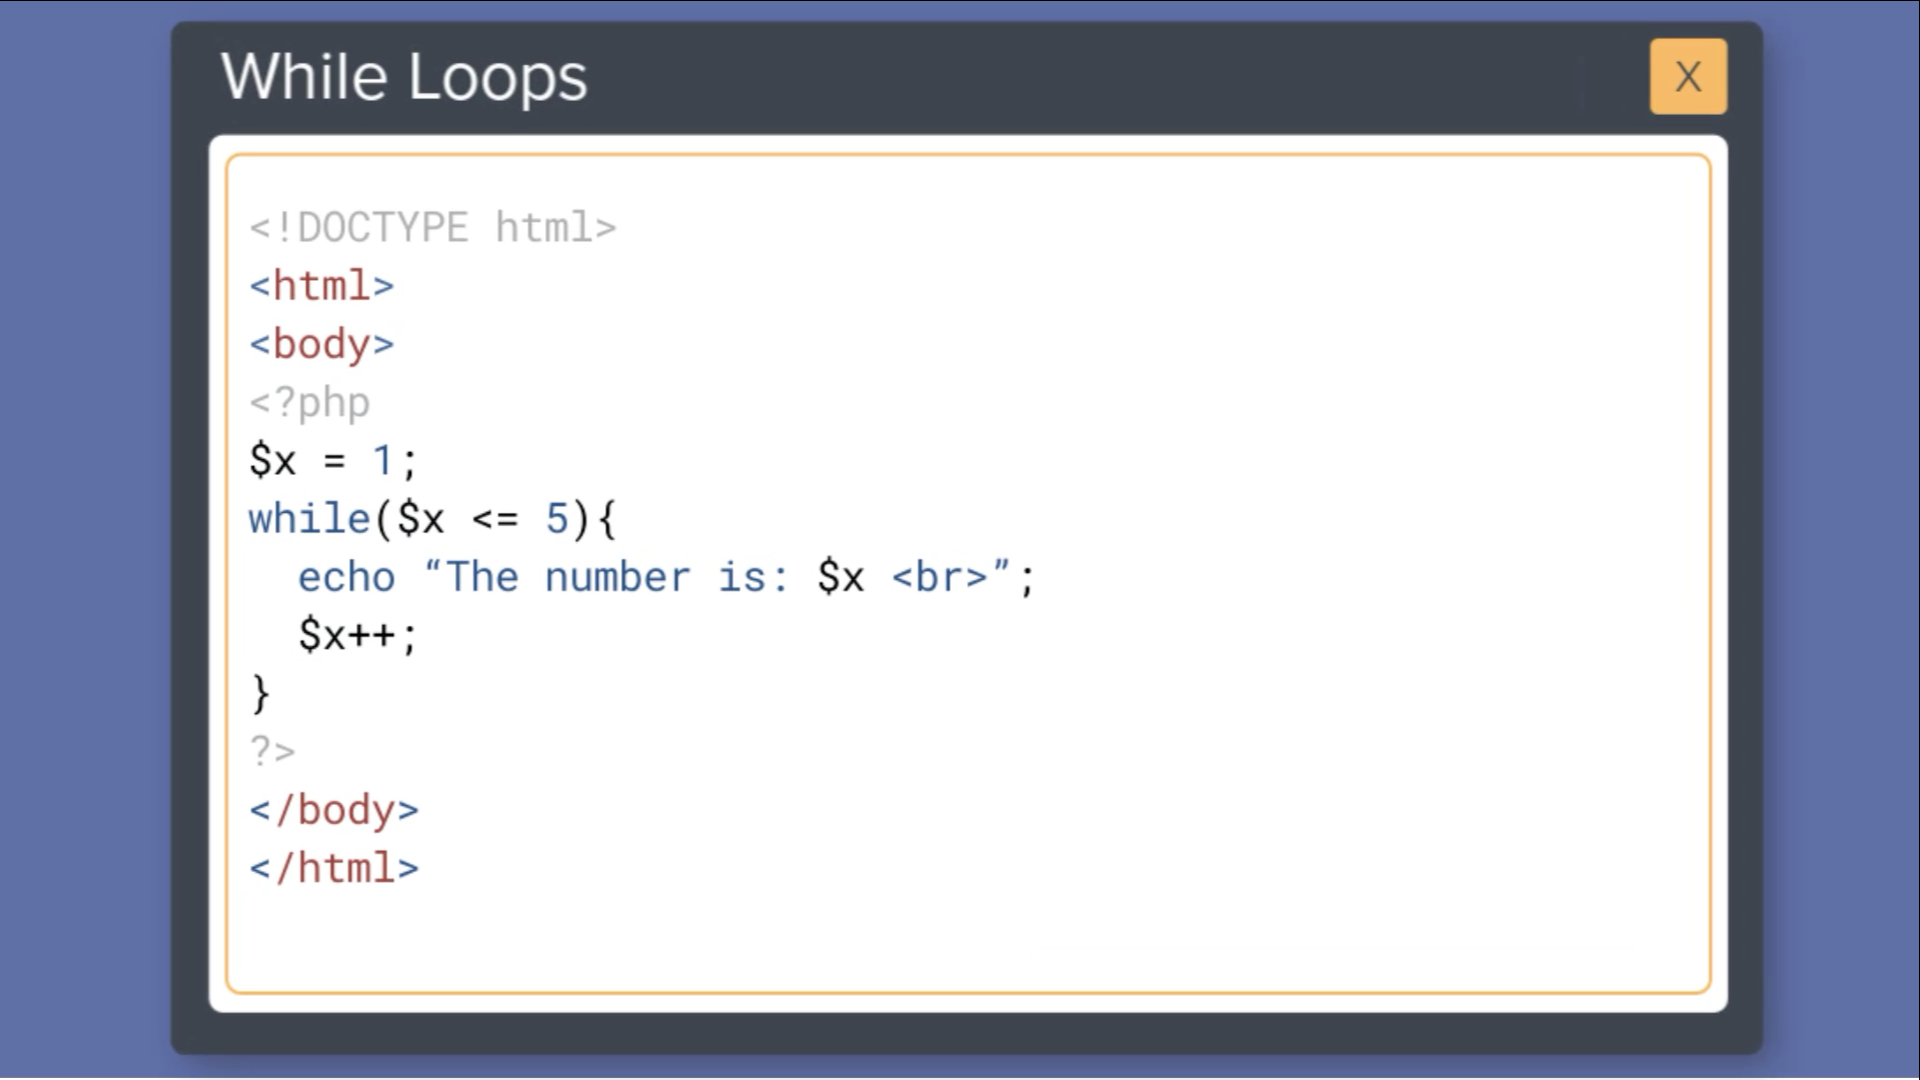 While Loops
X
<!DOCTYPE html>
<html>
<body>
<?php
$x = 1;
while($x <= 5){
  echo “The number is: $x <br>”;
  $x++;
}
?>
</body>
</html>